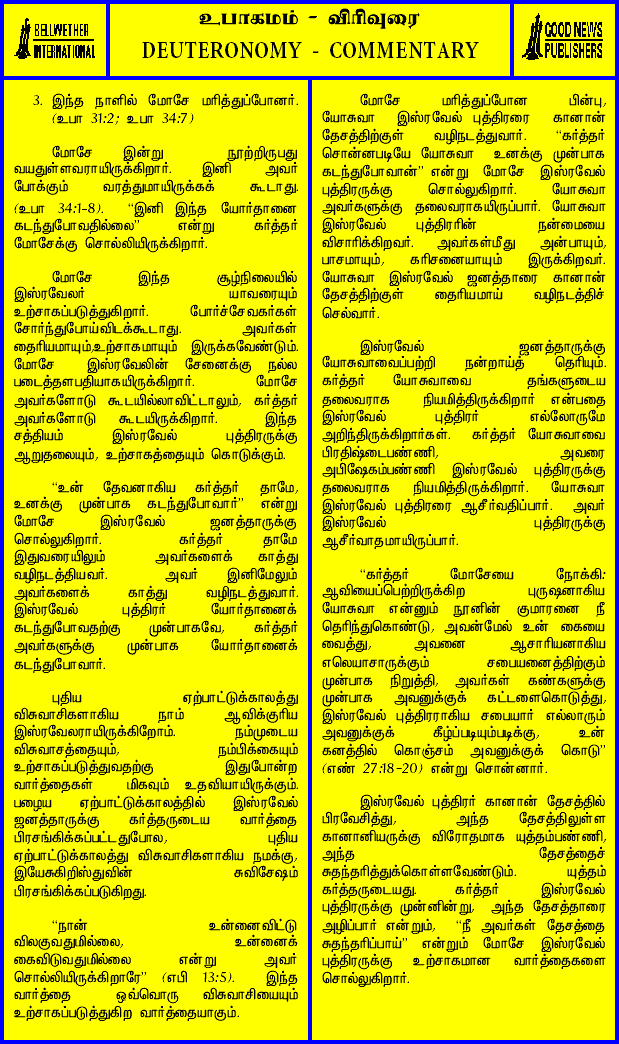 BELLWETHER
INTERNATIONAL
உபாகமம் - விரிவுரை
DEUTERONOMY - COMMENTARY
GOOD NEWS
PUBLISHERS
3. இந்த நாளில் மோசே மரித்துப்போனர்.
(உபா 31:2; உபா 34:7)
மோசே இன்று நூற்றிருபது
வயதுள்ளவராயிருக்கிறார். இனி அவர்
போக்கும் வரத்துமாயிருக்கக் கூடாது.
(உபா 34:1-8). “இனி இந்த யோர்தானை
கடந்துபோவதில்லை” என்று கர்த்தர்
மோசேக்கு சொல்லியிருக்கிறார்.
மோசே இந்த சூழ்நிலையில்
இஸ்ரவேலர் யாவரையும்
உற்சாகப்படுத்துகிறார். போர்ச்சேவகர்கள்
சோர்ந்துபோய்விடக்கூடாது. அவர்கள்
தைரியமாயும்,உற்சாகமாயும் இருக்கவேண்டும்.
மோசே இஸ்ரவேலின் சேனைக்கு நல்ல
படைத்தளபதியாகயிருக்கிறார். மோசே
அவர்களோடு கூடயில்லாவிட்டாலும், கர்த்தர்
அவர்களோடு கூடயிருக்கிறார். இந்த
சத்தியம் இஸ்ரவேல் புத்திரருக்கு
ஆறுதலையும், உற்சாகத்தையும் கொடுக்கும்.
“உன் தேவனாகிய கர்த்தர் தாமே,
உனக்கு முன்பாக கடந்துபோவார்” என்று
மோசே இஸ்ரவேல் ஜனத்தாருக்கு
சொல்லுகிறார். கர்த்தர் தாமே
இதுவரையிலும் அவர்களைக் காத்து
வழிநடத்தியவர். அவர் இனிமேலும்
அவர்களைக் காத்து வழிநடத்துவார்.
இஸ்ரவேல் புத்திரர் யோர்தானைக்
கடந்துபோவதற்கு முன்பாகவே, கர்த்தர்
அவர்களுக்கு முன்பாக யோர்தானைக்
கடந்துபோவார்.
புதிய ஏற்பாட்டுக்காலத்து
விசுவாசிகளாகிய நாம் ஆவிக்குரிய
இஸ்ரவேலராயிருக்கிறோம். நம்முடைய
விசுவாசத்தையும், நம்பிக்கையும்
உற்சாகப்படுத்துவதற்கு இதுபோன்ற
வார்த்தைகள் மிகவும் உதவியாயிருக்கும்.
பழைய ஏற்பாட்டுக்காலத்தில் இஸ்ரவேல்
ஜனத்தாருக்கு கர்த்தருடைய வார்த்தை
பிரசங்கிக்கப்பட்டதுபோல, புதிய
ஏற்பாட்டுக்காலத்து விசுவாசிகளாகிய நமக்கு,
இயேசுகிறிஸ்துவின் சுவிசேஷம்
பிரசங்கிக்கப்படுகிறது.
“நான் உன்னைவிட்டு
விலகுவதுமில்லை, உன்னைக்
கைவிடுவதுமில்லை என்று அவர்
சொல்லியிருக்கிறாரே” (எபி 13:5). இந்த
வார்த்தை ஒவ்வொரு விசுவாசியையும்
உற்சாகப்படுத்துகிற வார்த்தையாகும்.
மோசே மரித்துப்போன பின்பு,
யோசுவா இஸ்ரவேல் புத்திரரை கானான்
தேசத்திற்குள் வழிநடத்துவார். “கர்த்தர்
சொன்னபடியே யோசுவா உனக்கு முன்பாக
கடந்துபோவான்” என்று மோசே இஸ்ரவேல்
புத்திரருக்கு சொல்லுகிறார். யோசுவா
அவர்களுக்கு தலைவராகயிருப்பார். யோசுவா
இஸ்ரவேல் புத்திரரின் நன்மையை
விசாரிக்கிறவர். அவர்கள்மீது அன்பாயும்,
பாசமாயும், கரிசனையாயும் இருக்கிறவர்.
யோசுவா இஸ்ரவேல் ஜனத்தாரை கானான்
தேசத்திற்குள் தைரியமாய் வழிநடத்திச்
செல்வார்.
இஸ்ரவேல் ஜனத்தாருக்கு
யோசுவாவைப்பற்றி நன்றாய்த் தெரியும்.
கர்த்தர் யோசுவாவை தங்களுடைய
தலைவராக நியமித்திருக்கிறார் என்பதை
இஸ்ரவேல் புத்திரர் எல்லோருமே
அறிந்திருக்கிறார்கள். கர்த்தர் யோசுவாவை
பிரதிஷ்டைபண்ணி, அவரை
அபிஷேகம்பண்ணி இஸ்ரவேல் புத்திரருக்கு
தலைவராக நியமித்திருக்கிறார். யோசுவா
இஸ்ரவேல் புத்திரரை ஆசீர்வதிப்பார். அவர்
இஸ்ரவேல் புத்திரருக்கு
ஆசீர்வாதமாயிருப்பார்.
“கர்த்தர் மோசேயை நோக்கி:
ஆவியைப்பெற்றிருக்கிற புருஷனாகிய
யோசுவா என்னும் நூனின் குமாரனை நீ
தெரிந்துகொண்டு, அவன்மேல் உன் கையை
வைத்து, அவனை ஆசாரியனாகிய
எலெயாசாருக்கும் சபையனைத்திற்கும்
முன்பாக நிறுத்தி, அவர்கள் கண்களுக்கு
முன்பாக அவனுக்குக் கட்டளைகொடுத்து,
இஸ்ரவேல் புத்திரராகிய சபையார் எல்லாரும்
அவனுக்குக் கீழ்ப்படியும்படிக்கு, உன்
கனத்தில் கொஞ்சம் அவனுக்குக் கொடு”
(எண் 27:18-20) என்று சொன்னார்.
இஸ்ரவேல் புத்திரர் கானான் தேசத்தில்
பிரவேசித்து, அந்த தேசத்திலுள்ள
கானானியருக்கு விரோதமாக யுத்தம்பண்ணி,
அந்த தேசத்தைச்
சுதந்தரித்துக்கொள்ளவேண்டும். யுத்தம்
கர்த்தருடையது. கர்த்தர் இஸ்ரவேல்
புத்திரருக்கு முன்னின்று, அந்த தேசத்தாரை
அழிப்பார் என்றும், “நீ அவர்கள் தேசத்தை
சுதந்தரிப்பாய்” என்றும் மோசே இஸ்ரவேல்
புத்திரருக்கு உற்சாகமான வார்த்தைகளை
சொல்லுகிறார்.